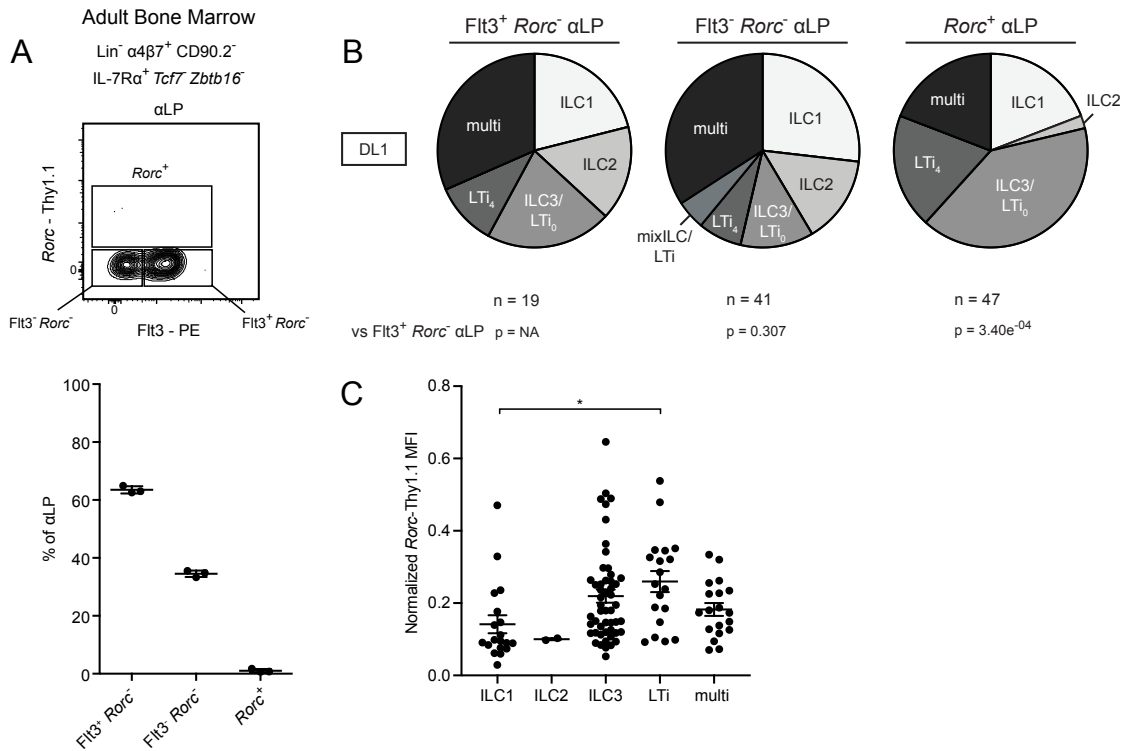 Adult Bone Marrow
A
Lin⁻ α4β7⁺ CD90.2⁻
IL-7Rα⁺ Tcf7⁻ Zbtb16⁻
αLP
Rorc - Thy1.1
Rorc⁺
0
0
Flt3⁻ Rorc⁻
Flt3⁺ Rorc⁻
Flt3 - PE
% of αLP
100
80
60
40
20
0
Flt3⁺ Rorc⁻
Flt3⁻ Rorc⁻
Rorc⁺
B
Flt3⁺ Rorc⁻ αLP
Flt3⁻ Rorc⁻ αLP
Rorc⁺ αLP
DL1
multi
ILC1
ILC2
ILC3/
LTi₀
LTi₄
multi
ILC1
ILC2
ILC3/
LTi₀
LTi₄
mixILC/
LTi
multi
ILC1
ILC2
ILC3/
LTi₀
LTi₄
n = 19
n = 41
n = 47
vs Flt3⁺ Rorc⁻ αLP
p = NA
p = 0.307
p = 3.40e⁻⁰⁴
C
Normalized Rorc-Thy1.1 MFI
0.8
0.6
0.4
0.2
0.0
*
ILC1
ILC2
ILC3
LTi
multi